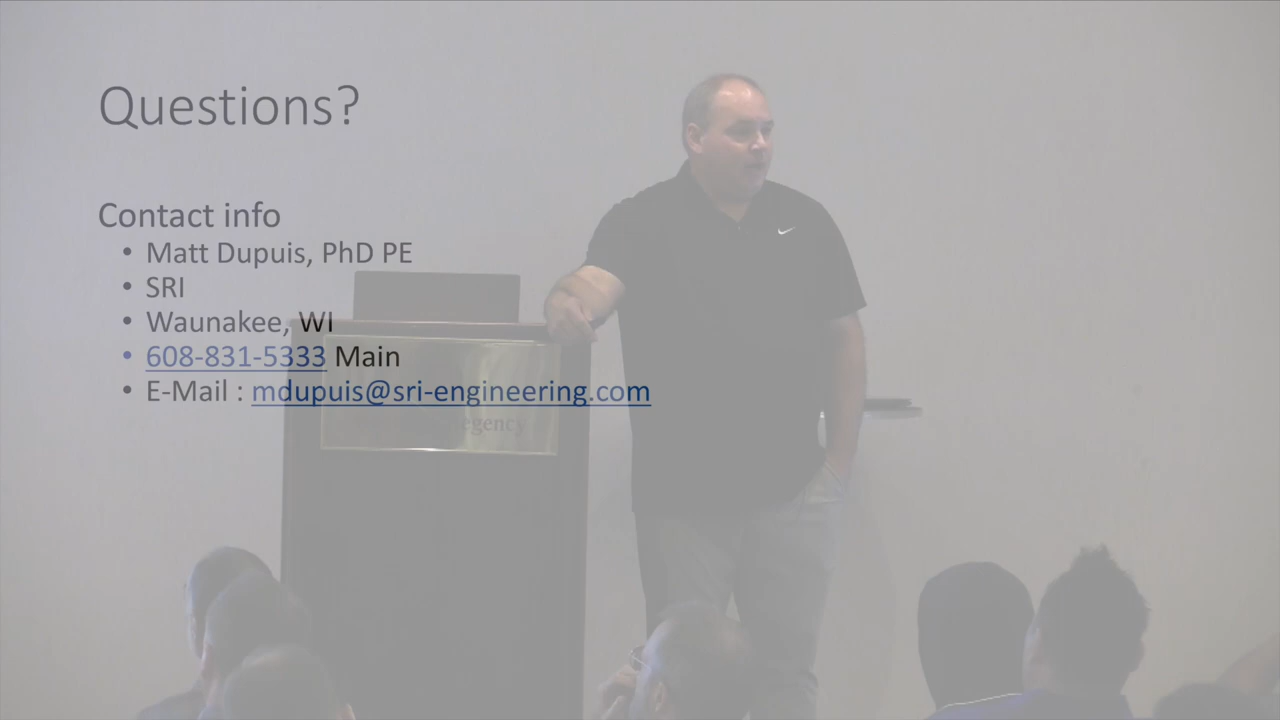 Questions?
Contact info
• Matt Dupuis, PhD PE
• SRI
• Waunakee, WI
• 608-831-5333 Main
• E-Mail : mdupuis@sri-engineering.com
egency